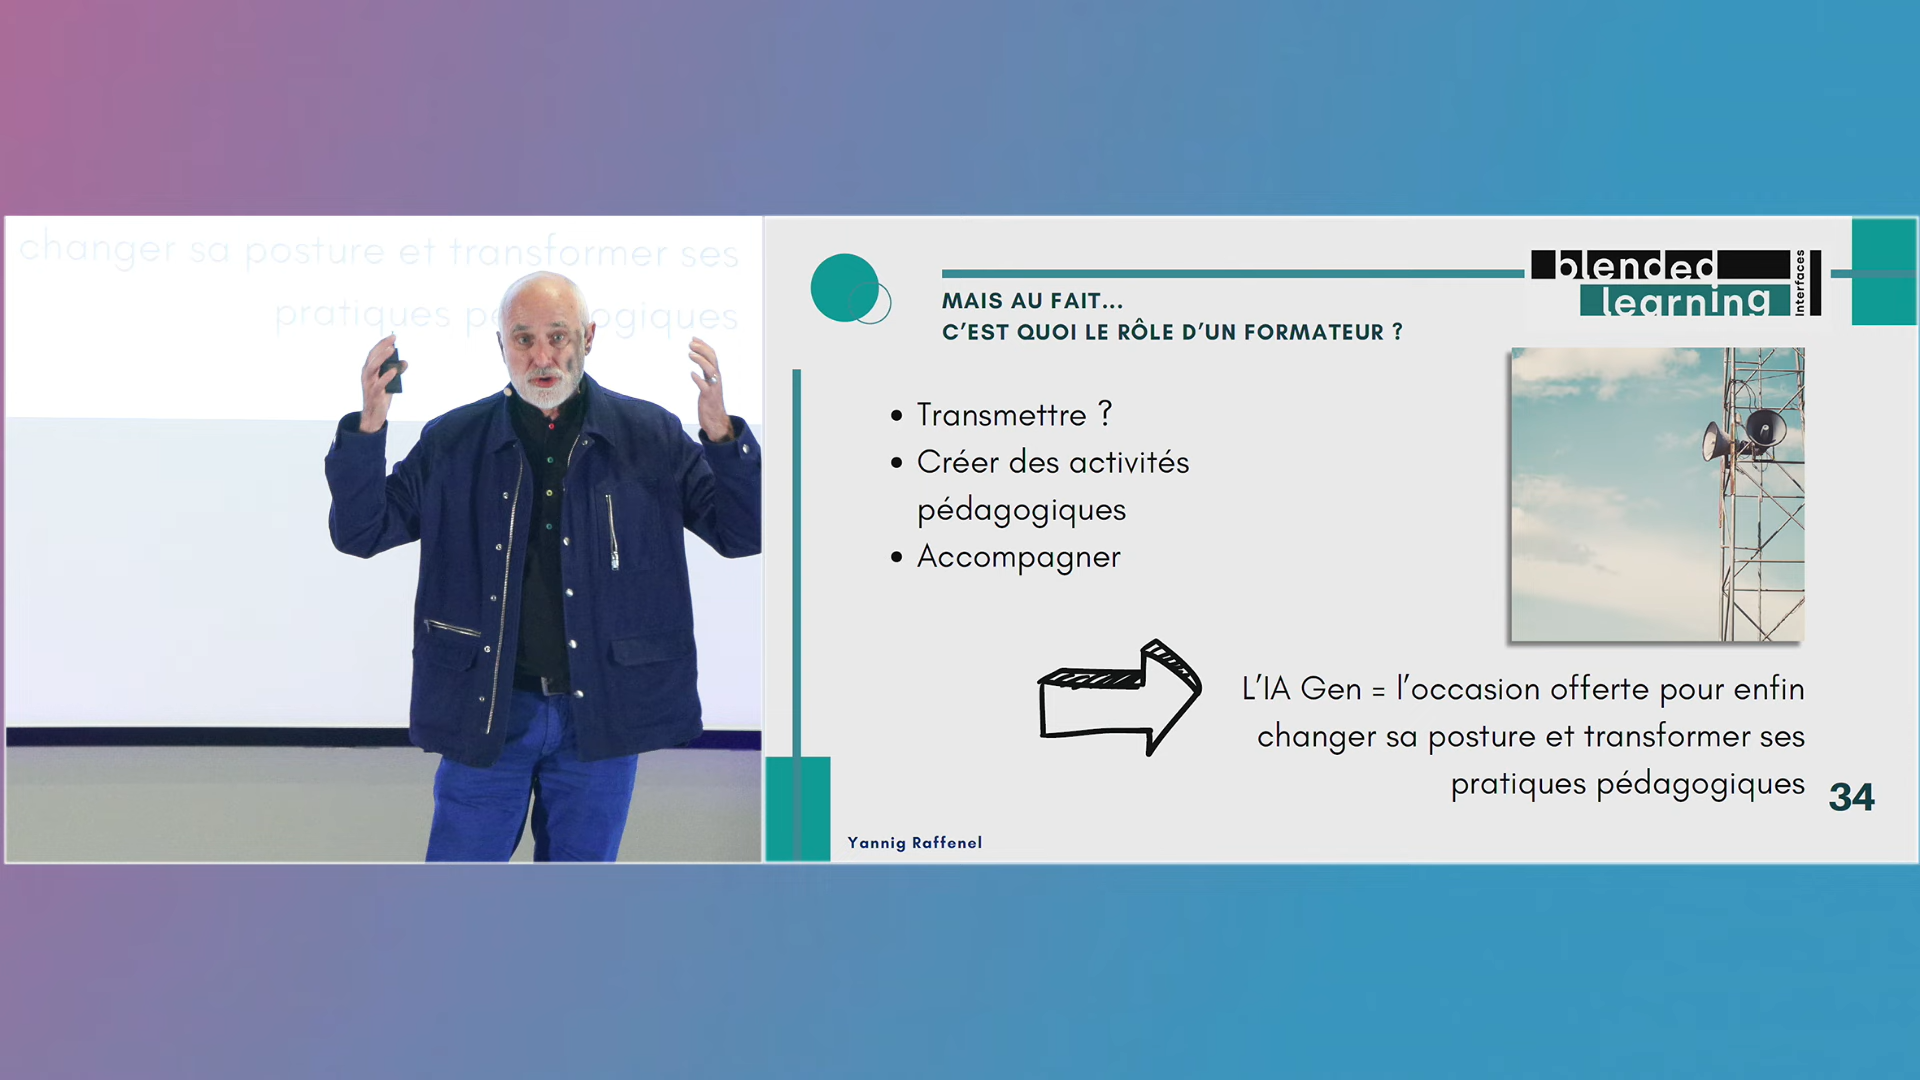 changer sa posture et transformer ses
pratiques pédagogiques
blended
learning
Interfaces
MAIS AU FAIT...
C'EST QUOI LE RÔLE D'UN FORMATEUR ?
• Transmettre ?
• Créer des activités
pédagogiques
• Accompagner
L'IA Gen = l'occasion offerte pour enfin
changer sa posture et transformer ses
pratiques pédagogiques
34
Yannig Raffenel